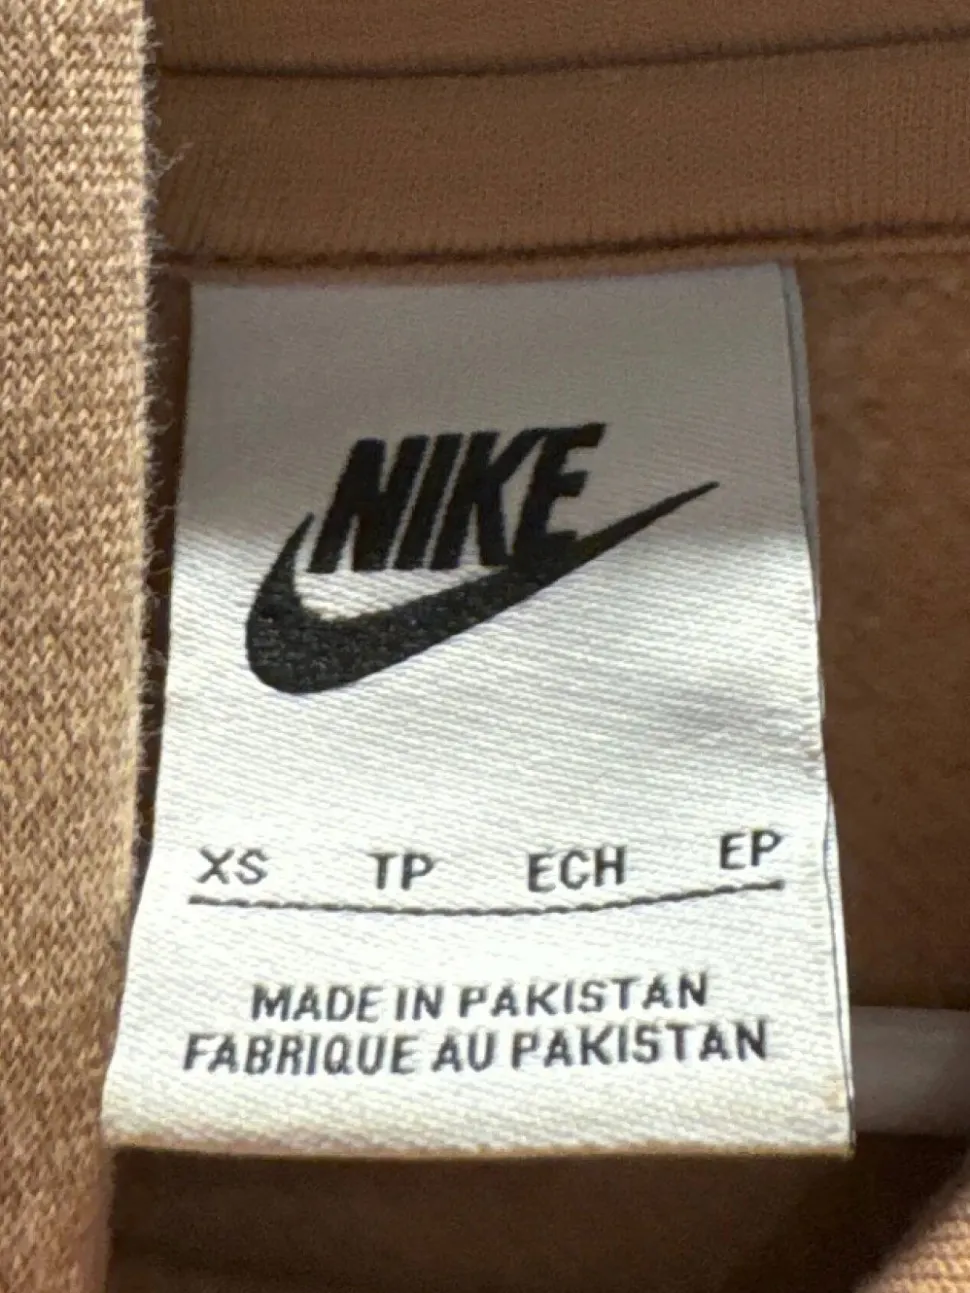 NIKE
XS TP ECH EP
MADE IN PAKISTAN
FABRIQUE AU PAKISTAN